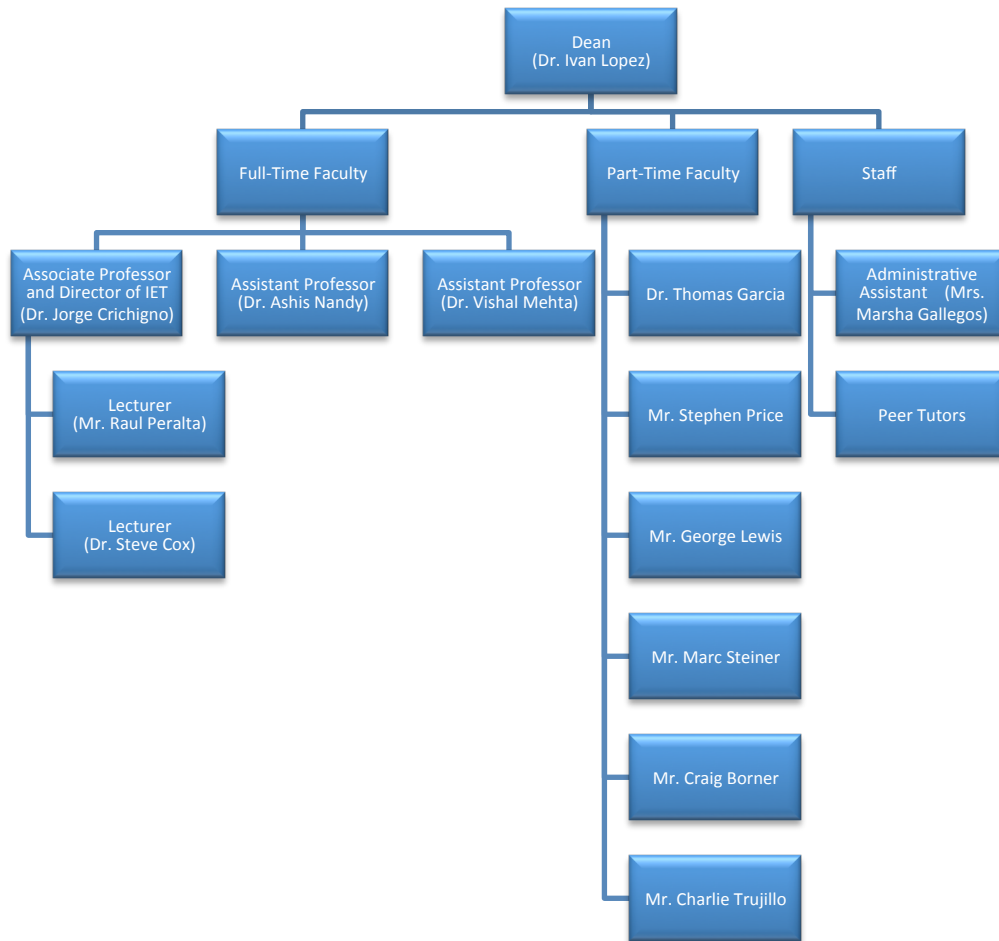 Dean
(Dr. Ivan Lopez)
Full-Time Faculty
Part-Time Faculty
Staff
Associate Professor
and Director of IET
(Dr. Jorge Crichigno)
Assistant Professor
(Dr. Ashis Nandy)
Assistant Professor
(Dr. Vishal Mehta)
Dr. Thomas Garcia
Administrative
Assistant (Mrs.
Marsha Gallegos)
Lecturer
(Mr. Raul Peralta)
Mr. Stephen Price
Peer Tutors
Lecturer
(Dr. Steve Cox)
Mr. George Lewis
Mr. Marc Steiner
Mr. Craig Borner
Mr. Charlie Trujillo